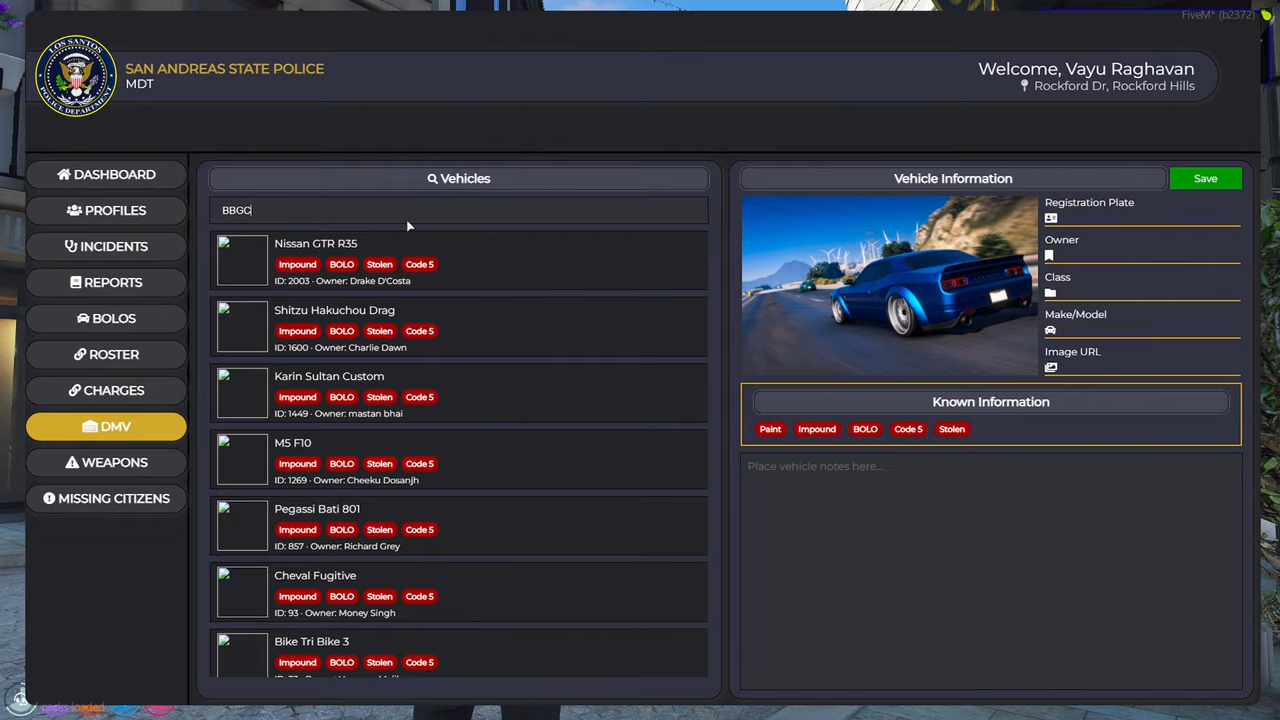 FiveM* (b2372)
LOS SANTOS
POLICE DEPARTMENT
SAN ANDREAS STATE POLICE
MDT
Welcome, Vayu Raghavan
Rockford Dr, Rockford Hills
DASHBOARD
PROFILES
INCIDENTS
REPORTS
BOLOS
ROSTER
CHARGES
DMV
WEAPONS
MISSING CITIZENS
Vehicles
BBGC
Nissan GTR R35
Impound BOLO Stolen Code 5
ID: 2003 · Owner: Drake D'Costa
Shitzu Hakuchou Drag
Impound BOLO Stolen Code 5
ID: 1600 · Owner: Charlie Dawn
Karin Sultan Custom
Impound BOLO Stolen Code 5
ID: 1449 · Owner: mastan bhai
M5 F10
Impound BOLO Stolen Code 5
ID: 1269 · Owner: Cheeku Dosanjh
Pegassi Bati 801
Impound BOLO Stolen Code 5
ID: 857 · Owner: Richard Grey
Cheval Fugitive
Impound BOLO Stolen Code 5
ID: 93 · Owner: Money Singh
Bike Tri Bike 3
Impound BOLO Stolen Code 5
Vehicle Information
Save
Registration Plate
Owner
Class
Make/Model
Image URL
Known Information
Paint Impound BOLO Code 5 Stolen
Place vehicle notes here...
packs loaded